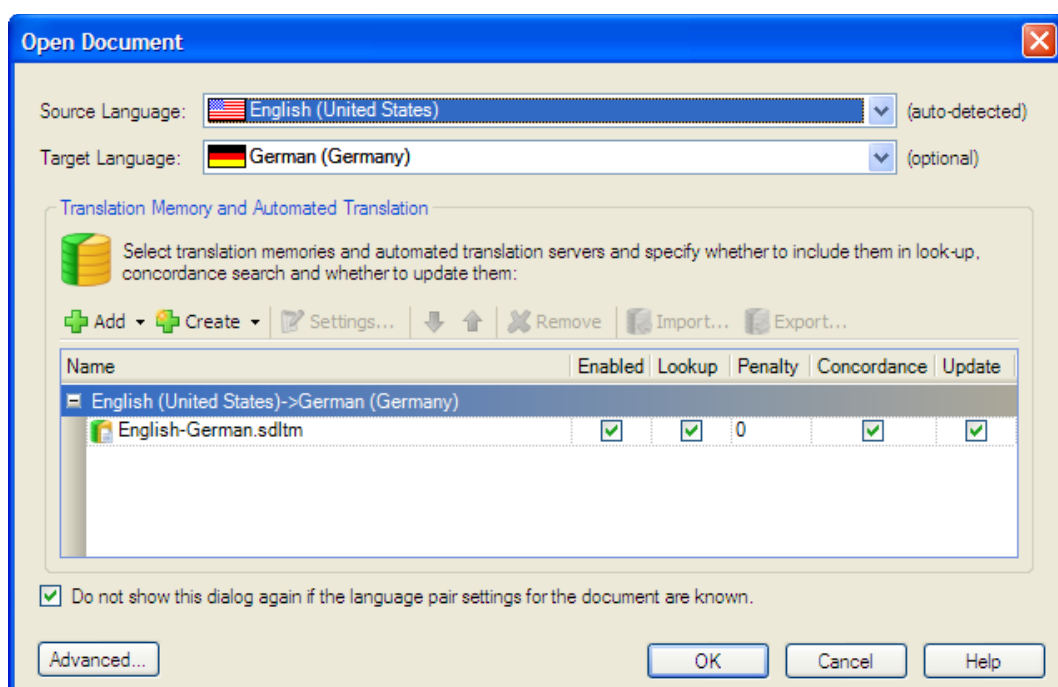 Open Document
Source Language: English (United States) (auto-detected)
Target Language: German (Germany) (optional)
Translation Memory and Automated Translation
Select translation memories and automated translation servers and specify whether to include them in look-up,
concordance search and whether to update them:
Add Create Settings... Remove Import... Export...
Name Enabled Lookup Penalty Concordance Update
English (United States)->German (Germany)
English-German.sdltm 0
Do not show this dialog again if the language pair settings for the document are known.
Advanced... OK Cancel Help